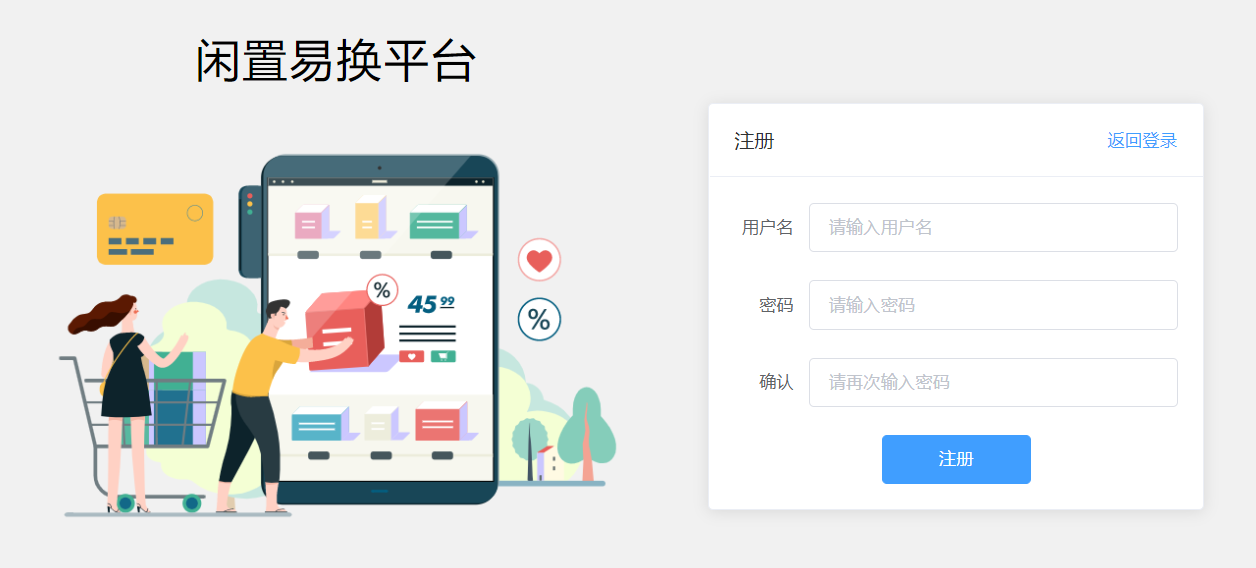 闲置易换平台
注册
返回登录
用户名
请输入用户名
密码
请输入密码
确认
请再次输入密码
注册
%
45 99
%